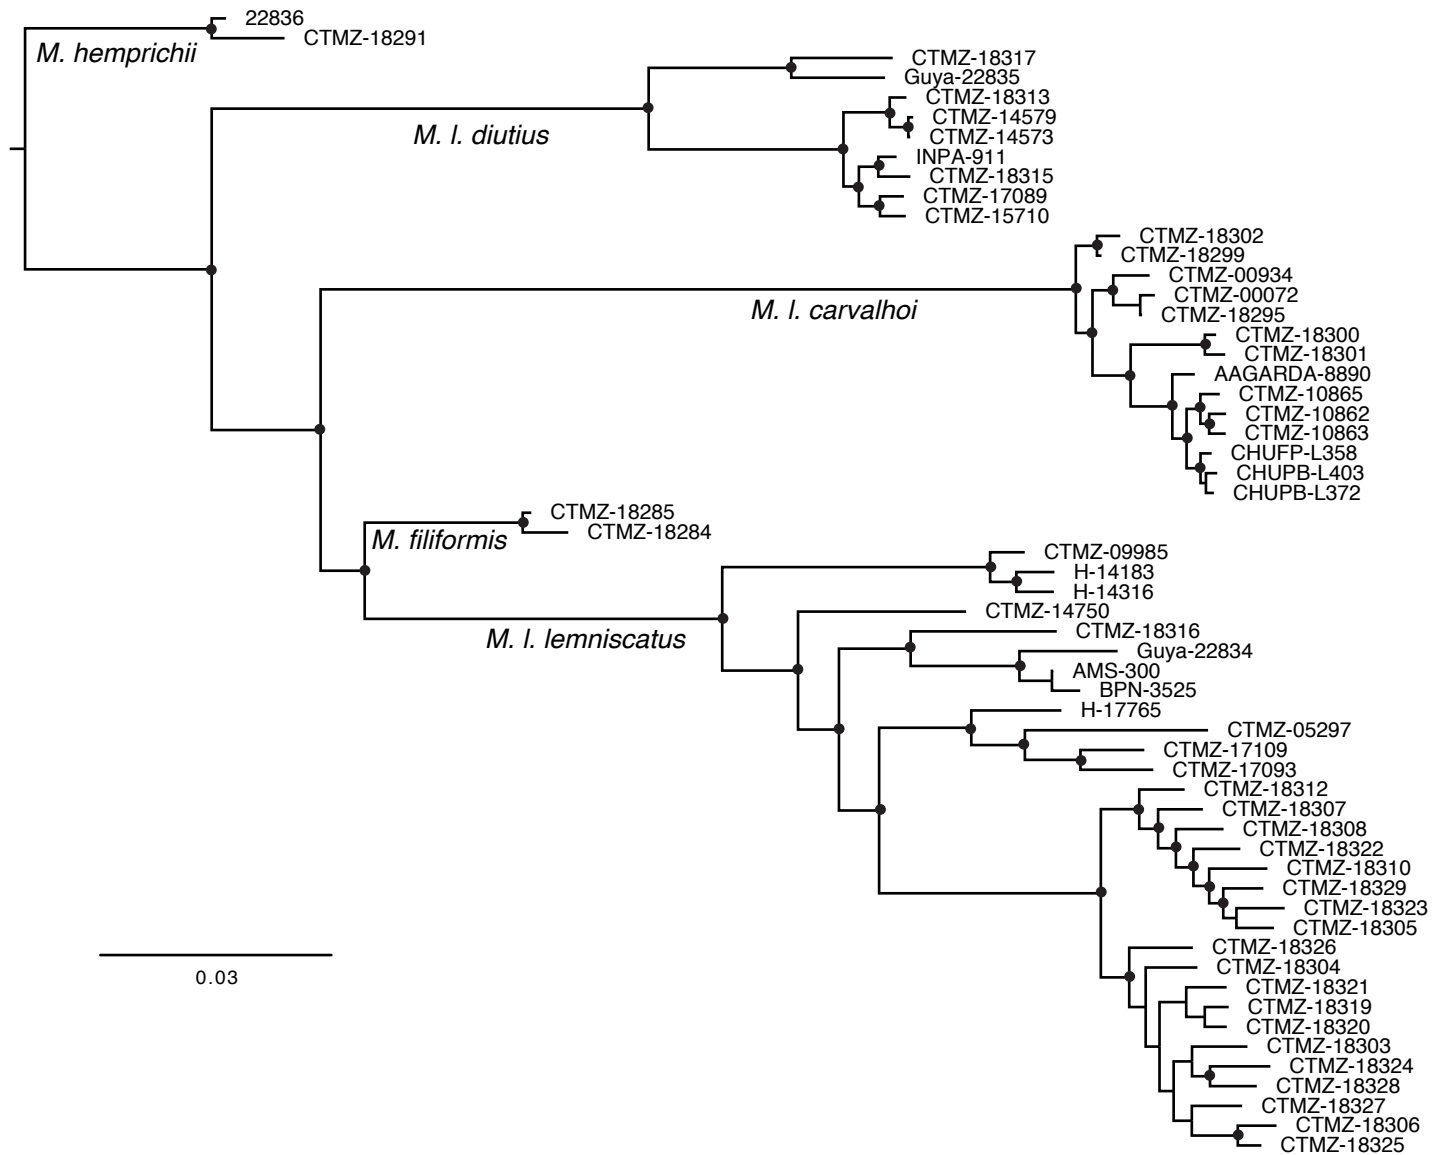 22836
CTMZ-18291
M. hemprichii
CTMZ-18317
Guya-22835
CTMZ-18313
CTMZ-14579
M. l. diutius
CTMZ-14573
INPA-911
CTMZ-18315
CTMZ-17089
CTMZ-15710
CTMZ-18302
CTMZ-18299
CTMZ-00934
CTMZ-00072
M. l. carvalhoi
CTMZ-18295
CTMZ-18300
CTMZ-18301
AAGARDA-8890
CTMZ-10865
CTMZ-10862
CTMZ-10863
CHUFP-L358
CHUPB-L403
CHUPB-L372
CTMZ-18285
CTMZ-18284
M. filiformis
CTMZ-09985
H-14183
H-14316
CTMZ-14750
CTMZ-18316
M. l. lemniscatus
Guya-22834
AMS-300
BPN-3525
H-17765
CTMZ-05297
CTMZ-17109
CTMZ-17093
CTMZ-18312
CTMZ-18307
CTMZ-18308
CTMZ-18322
CTMZ-18310
CTMZ-18329
CTMZ-18323
CTMZ-18305
CTMZ-18326
CTMZ-18304
0.03
CTMZ-18321
CTMZ-18319
CTMZ-18320
CTMZ-18303
CTMZ-18324
CTMZ-18328
CTMZ-18327
CTMZ-18306
CTMZ-18325